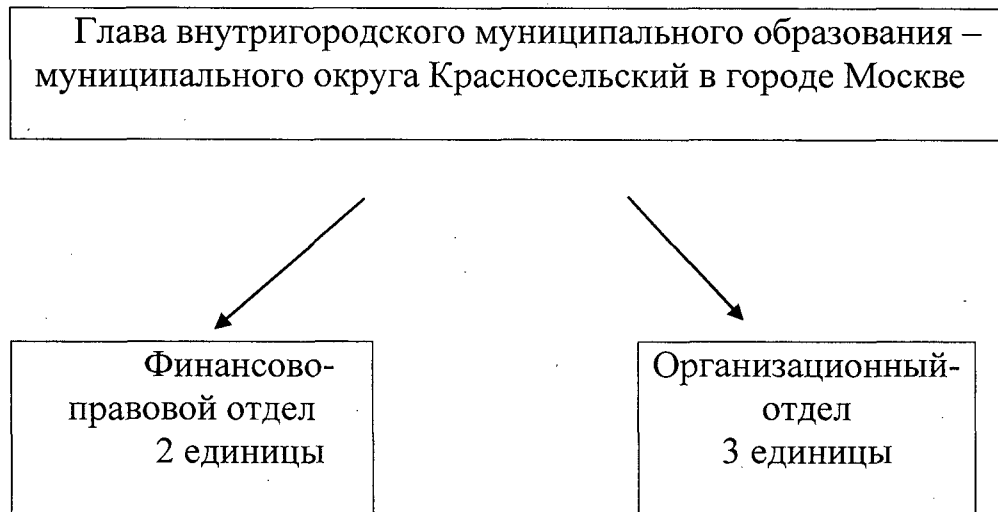 Глава внутригородского муниципального образования –
муниципального округа Красносельский в городе Москве
Финансово-
правовой отдел
2 единицы
Организационный-
отдел
3 единицы